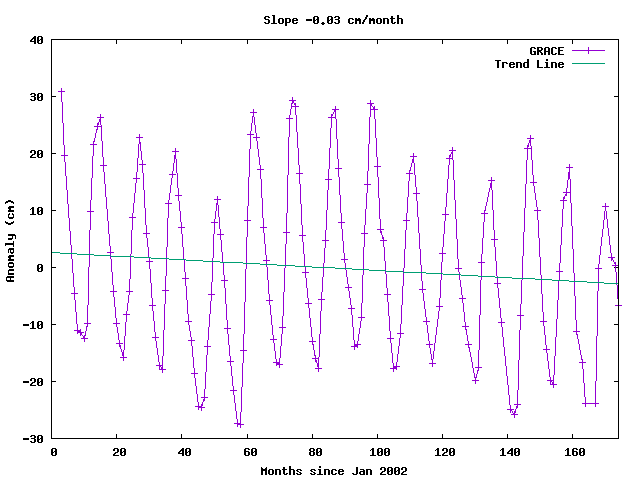 Slope -0.03 cm/month
GRACE
Trend Line
40
30
20
10
0
-10
-20
-30
Anomaly (cm)
0 20 40 60 80 100 120 140 160
Months since Jan 2002